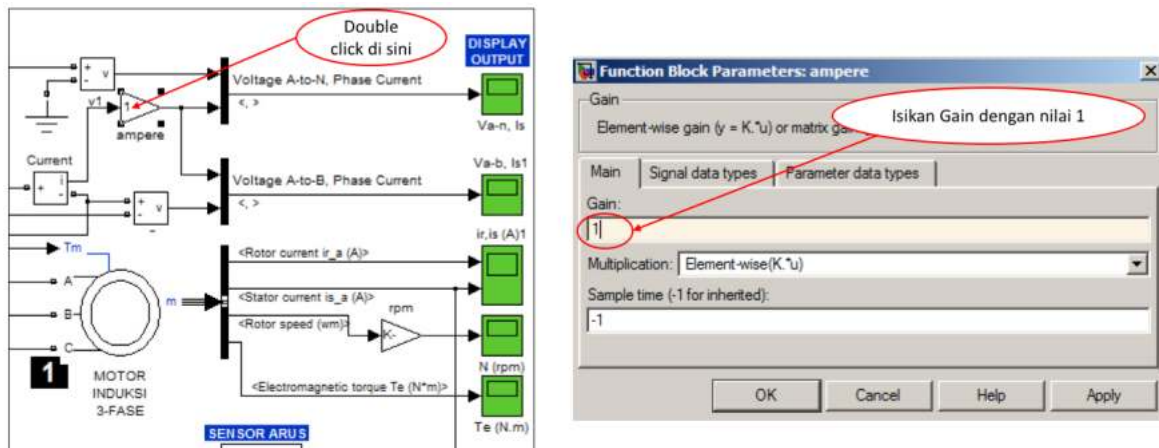 Double
click di sini
DISPLAY
OUTPUT
+
-
v
Voltage A-to-N, Phase Current
<, >
Va-n, Is
v1
1
ampere
Current
+
-
i
Va-b, Is1
Voltage A-to-B, Phase Current
<, >
+
-
v
-
ir,is (A)1
Tm
<Rotor current ir_a (A)>
A
m
<Stator current is_a (A)>
rpm
B
<Rotor speed (wm)>
K-
C
N (rpm)
1
MOTOR
INDUKSI
3-FASE
<Electromagnetic torque Te (N*m)>
Te (N.m)
SENSOR ARUS
Function Block Parameters: ampere
Gain
Element-wise gain (y = K.*u) or matrix ga
Isikan Gain dengan nilai 1
Main
Signal data types
Parameter data types
Gain:
1
Multiplication:
Element-wise(K.*u)
Sample time (-1 for inherited):
-1
OK
Cancel
Help
Apply